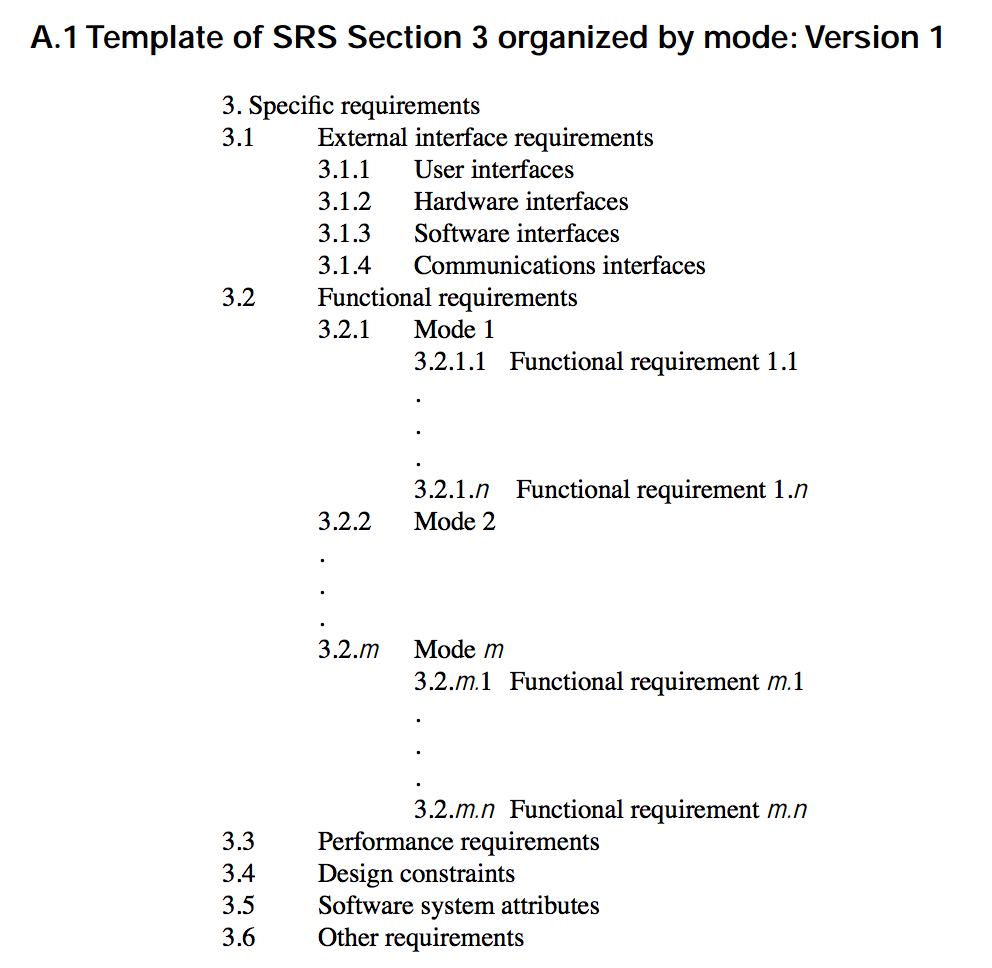 A.1 Template of SRS Section 3 organized by mode: Version 1
3. Specific requirements
3.1 External interface requirements
3.1.1 User interfaces
3.1.2 Hardware interfaces
3.1.3 Software interfaces
3.1.4 Communications interfaces
3.2 Functional requirements
3.2.1 Mode 1
3.2.1.1 Functional requirement 1.1
.
.
.
3.2.1.n Functional requirement 1.n
3.2.2 Mode 2
.
.
.
3.2.m Mode m
3.2.m.1 Functional requirement m.1
.
.
.
3.2.m.n Functional requirement m.n
3.3 Performance requirements
3.4 Design constraints
3.5 Software system attributes
3.6 Other requirements